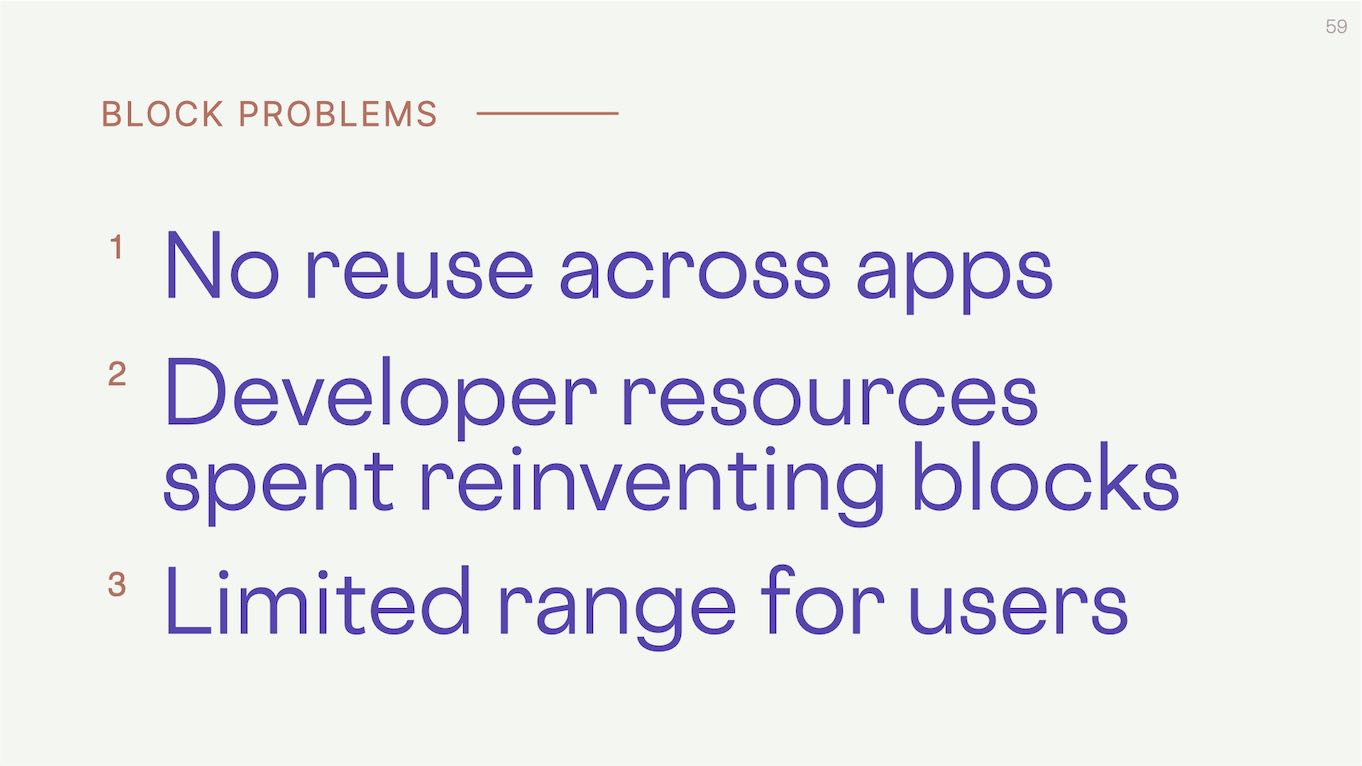 59
BLOCK PROBLEMS
1 No reuse across apps
2 Developer resources
spent reinventing blocks
3 Limited range for users